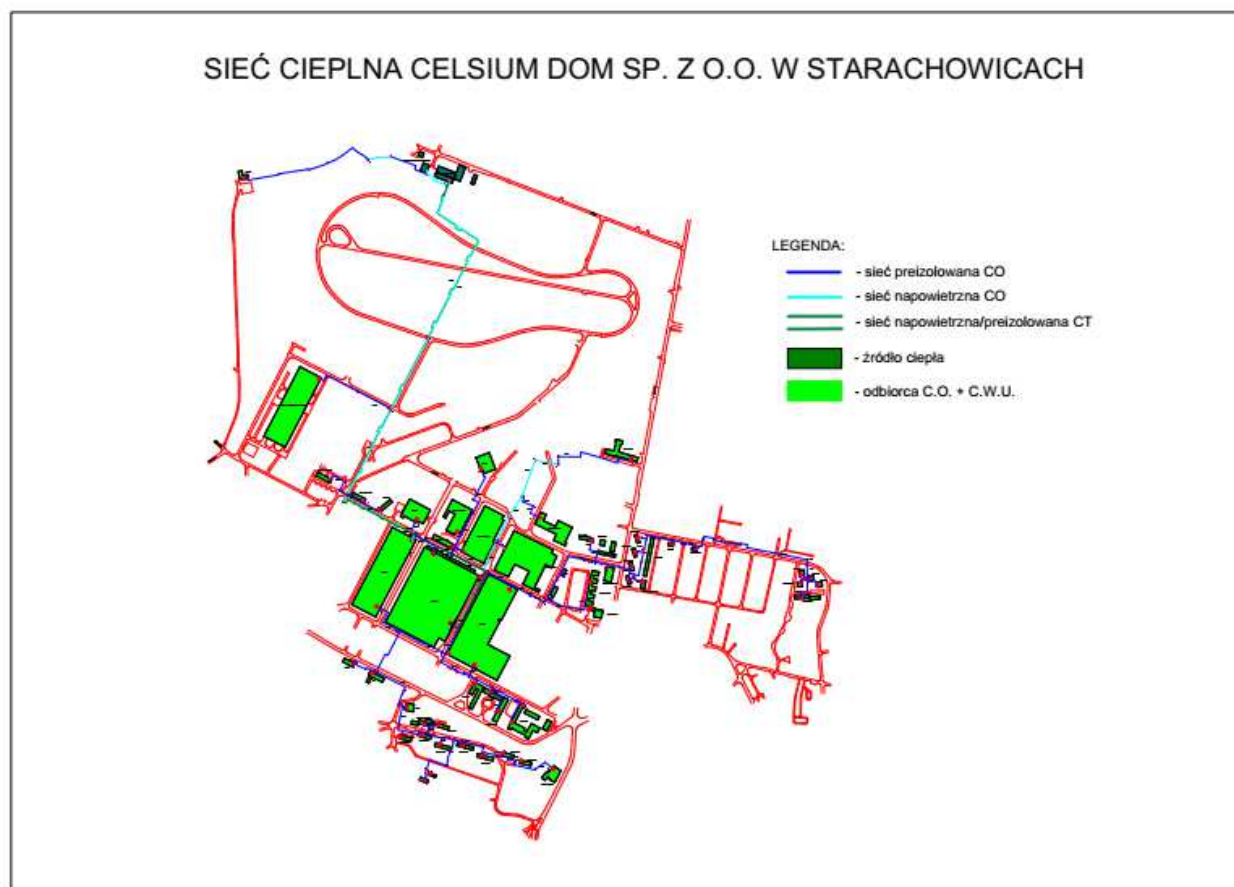 SIEĆ CIEPLNA CELSIUM DOM SP. Z O.O. W STARACHOWICACH
LEGENDA:
- sieć preizolowana CO
- sieć napowietrzna CO
- sieć napowietrzna/preizolowana CT
- źródło ciepła
- odbiorca C.O. + C.W.U.